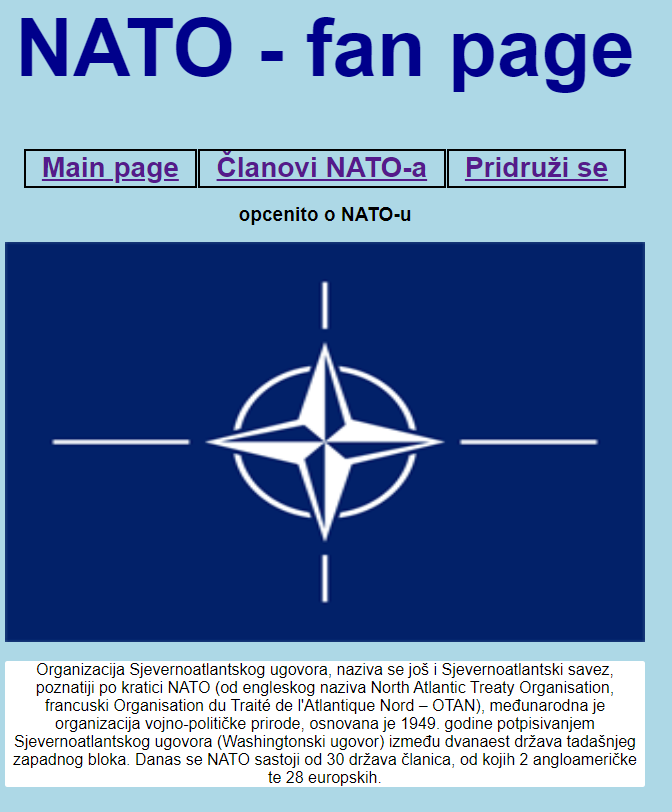 NATO - fan page
Main page Članovi NATO-a Pridruži se
opcenito o NATO-u
Organizacija Sjevernoatlantskog ugovora, naziva se još i Sjevernoatlantski savez,
poznatiji po kratici NATO (od engleskog naziva North Atlantic Treaty Organisation,
francuski Organisation du Traité de l'Atlantique Nord – OTAN), međunarodna je
organizacija vojno-političke prirode, osnovana je 1949. godine potpisivanjem
Sjevernoatlantskog ugovora (Washingtonski ugovor) između dvanaest država tadašnjeg
zapadnog bloka. Danas se NATO sastoji od 30 država članica, od kojih 2 angloameričke
te 28 europskih.